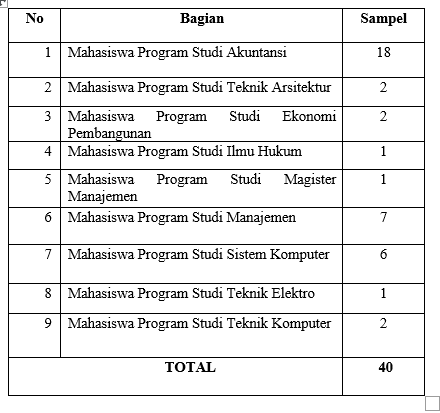 No Bagian Sampel
1 Mahasiswa Program Studi Akuntansi 18
2 Mahasiswa Program Studi Teknik Arsitektur 2
3 Mahasiswa Program Studi Ekonomi 2
Pembangunan
4 Mahasiswa Program Studi Ilmu Hukum 1
5 Mahasiswa Program Studi Magister 1
Manajemen
6 Mahasiswa Program Studi Manajemen 7
7 Mahasiswa Program Studi Sistem Komputer 6
8 Mahasiswa Program Studi Teknik Elektro 1
9 Mahasiswa Program Studi Teknik Komputer 2
TOTAL 40